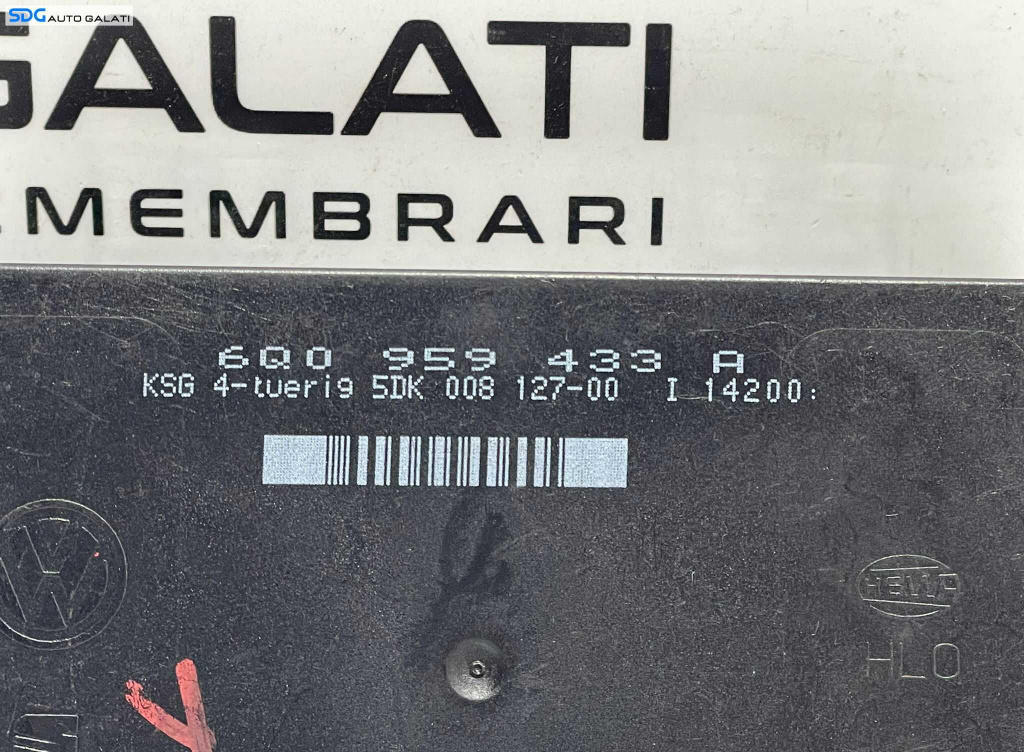 SDG AUTO GALATI
GALATI
MEMBRARI
6Q0 959 433 A
KSG 4-tuerig 5DK 008 127-00 I 14200:
HELLA
HLO